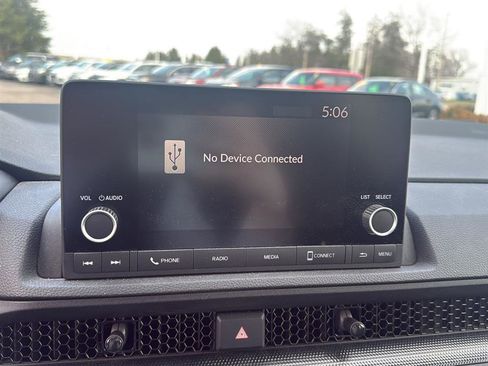 5:06
No Device Connected
VOL AUDIO
LIST SELECT
PHONE RADIO MEDIA CONNECT MENU